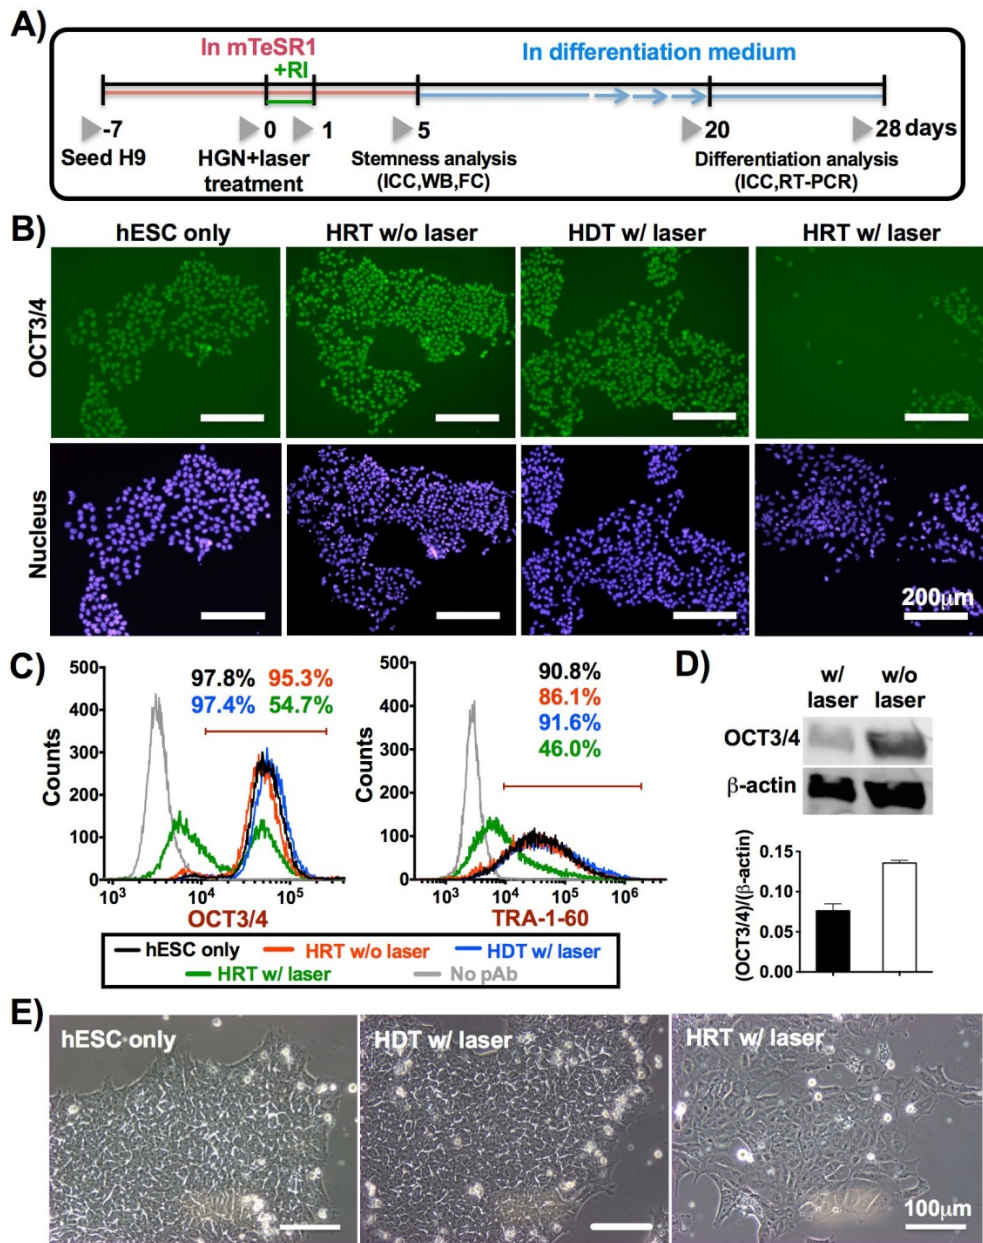 A)
In mTeSR1
+RI
In differentiation medium
-7 0 1 5 20 28 days
Seed H9
HGN+laser
treatment
Stemness analysis
(ICC,WB,FC)
Differentiation analysis
(ICC,RT-PCR)
B)
hESC only HRT w/o laser HDT w/ laser HRT w/ laser
OCT3/4
Nucleus
200μm
C)
Counts
500
400
300
200
100
0
97.8% 95.3%
97.4% 54.7%
10³ 10⁴ 10⁵
OCT3/4
Counts
500
400
300
200
100
0
90.8%
86.1%
91.6%
46.0%
10³ 10⁴ 10⁵ 10⁶
TRA-1-60
hESC only HRT w/o laser HDT w/ laser
HRT w/ laser No pAb
D)
w/
laser
w/o
laser
OCT3/4
β-actin
(OCT3/4)/(β-actin)
0.15
0.10
0.05
0.00
E)
hESC only HDT w/ laser HRT w/ laser
100μm